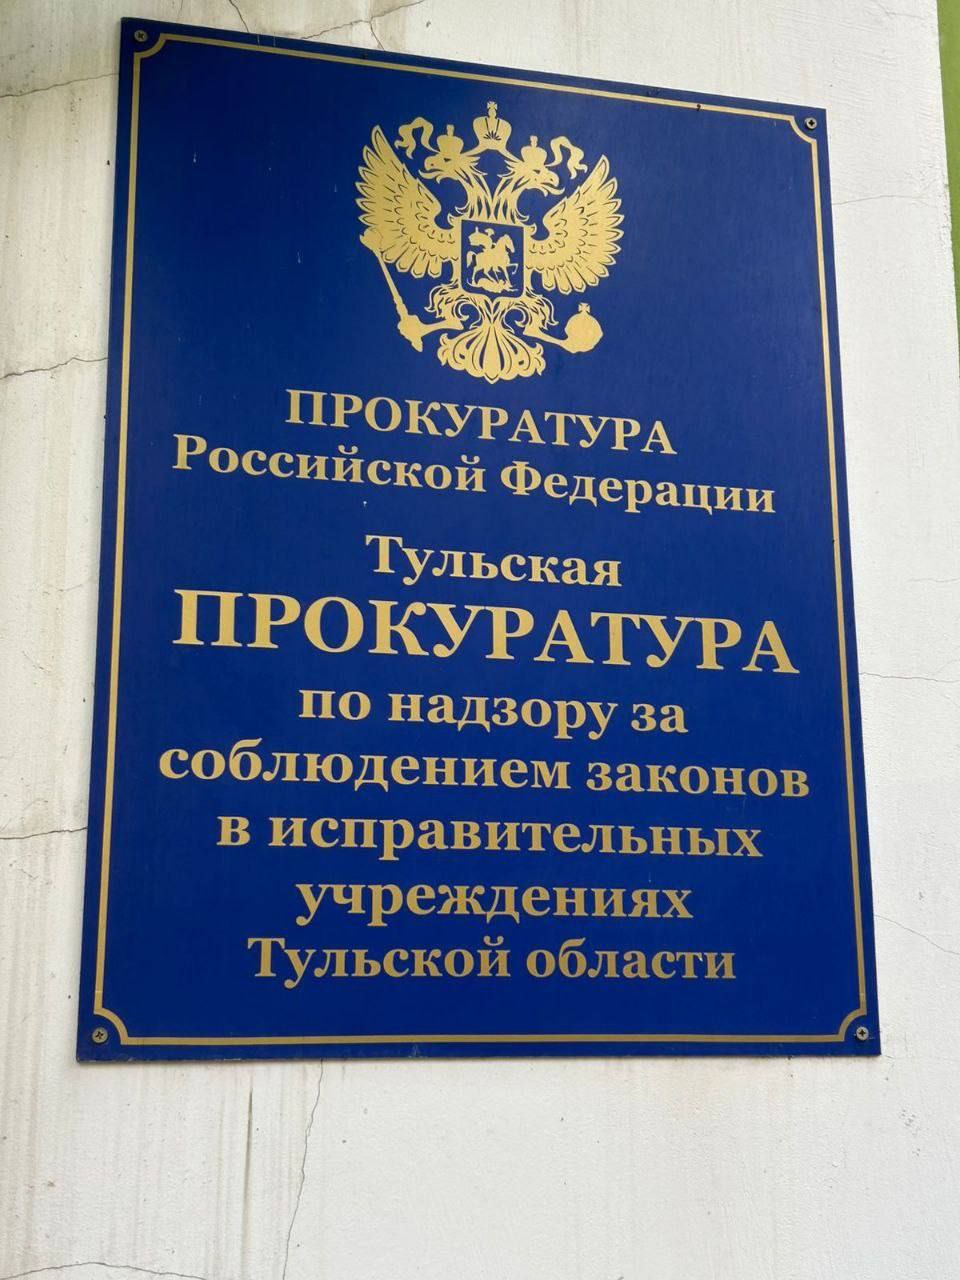 ПРОКУРАТУРА
Российской Федерации
Тульская
ПРОКУРАТУРА
по надзору за
соблюдением законов
в исправительных
учреждениях
Тульской области